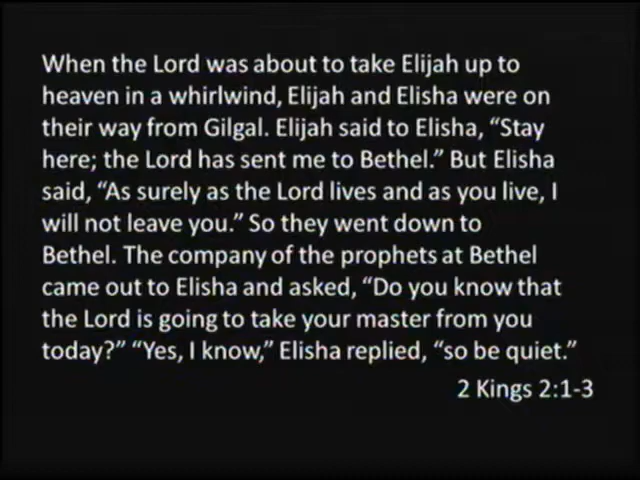 When the Lord was about to take Elijah up to
heaven in a whirlwind, Elijah and Elisha were on
their way from Gilgal. Elijah said to Elisha, “Stay
here; the Lord has sent me to Bethel.” But Elisha
said, “As surely as the Lord lives and as you live, I
will not leave you.” So they went down to
Bethel. The company of the prophets at Bethel
came out to Elisha and asked, “Do you know that
the Lord is going to take your master from you
today?” “Yes, I know,” Elisha replied, “so be quiet.”
2 Kings 2:1-3